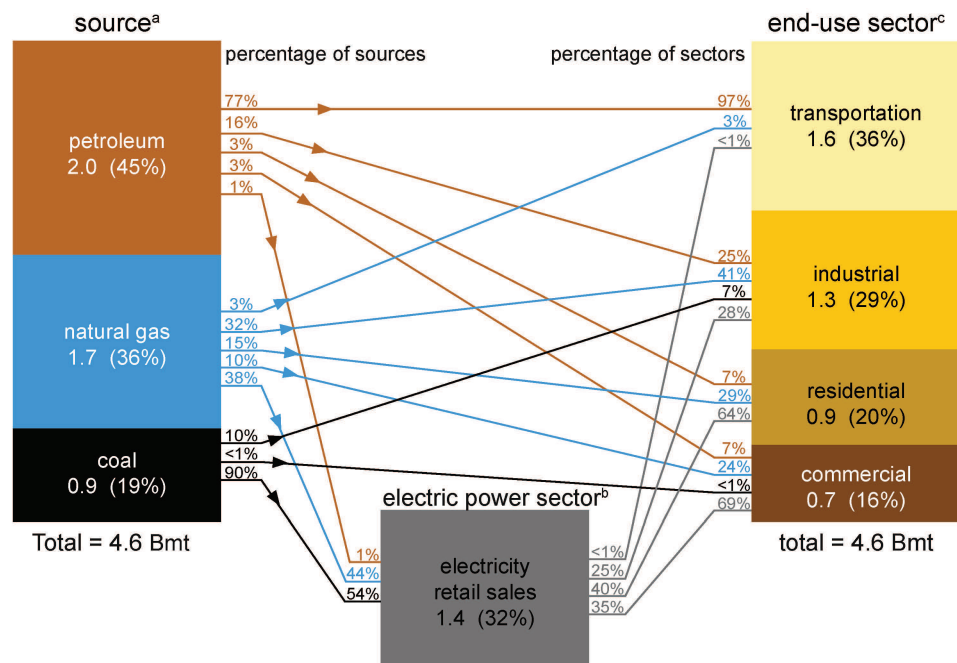 sourceᵃ
end-use sectorᶜ
percentage of sources
percentage of sectors
petroleum
2.0 (45%)
77%
16%
3%
3%
1%
natural gas
1.7 (36%)
3%
32%
15%
10%
38%
coal
0.9 (19%)
10%
<1%
90%
Total = 4.6 Bmt
electric power sectorᵇ
1%
44%
54%
electricity
retail sales
1.4 (32%)
<1%
25%
40%
35%
97%
3%
<1%
transportation
1.6 (36%)
25%
41%
7%
28%
industrial
1.3 (29%)
7%
29%
64%
residential
0.9 (20%)
7%
24%
<1%
69%
commercial
0.7 (16%)
total = 4.6 Bmt